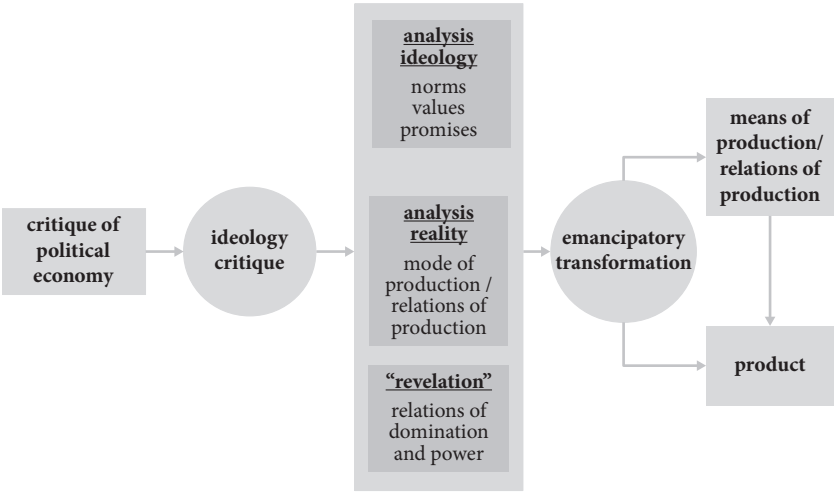 critique of
political
economy
ideology
critique
analysis
ideology
norms
values
promises
analysis
reality
mode of
production /
relations of
production
“revelation”
relations of
domination
and power
emancipatory
transformation
means of
production/
relations of
production
product